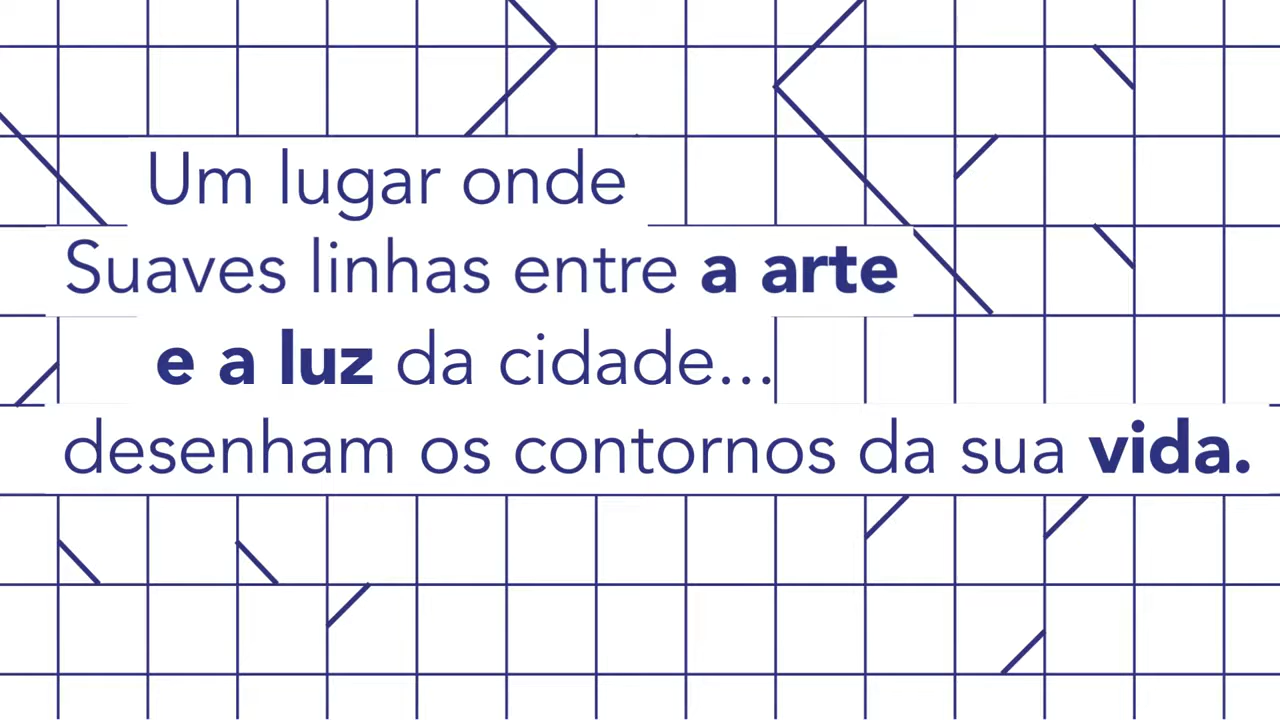 Um lugar onde
Suaves linhas entre a arte
e a luz da cidade...
desenham os contornos da sua vida.